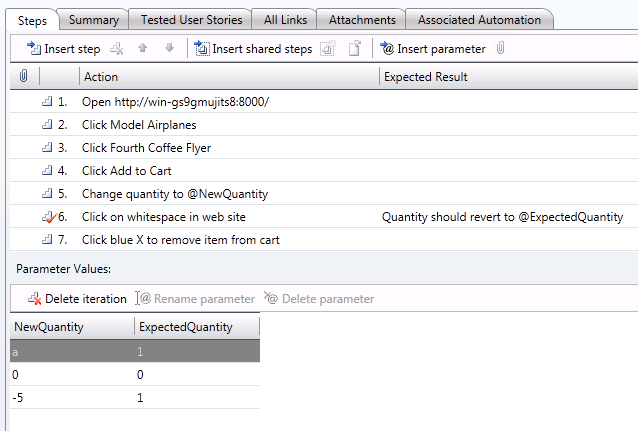 Steps Summary Tested User Stories All Links Attachments Associated Automation
Insert step Insert shared steps Insert parameter
Action Expected Result
1. Open http://win-gs9gmujits8:8000/
2. Click Model Airplanes
3. Click Fourth Coffee Flyer
4. Click Add to Cart
5. Change quantity to @NewQuantity
6. Click on whitespace in web site Quantity should revert to @ExpectedQuantity
7. Click blue X to remove item from cart
Parameter Values:
Delete iteration Rename parameter Delete parameter
NewQuantity ExpectedQuantity
a 1
0 0
-5 1